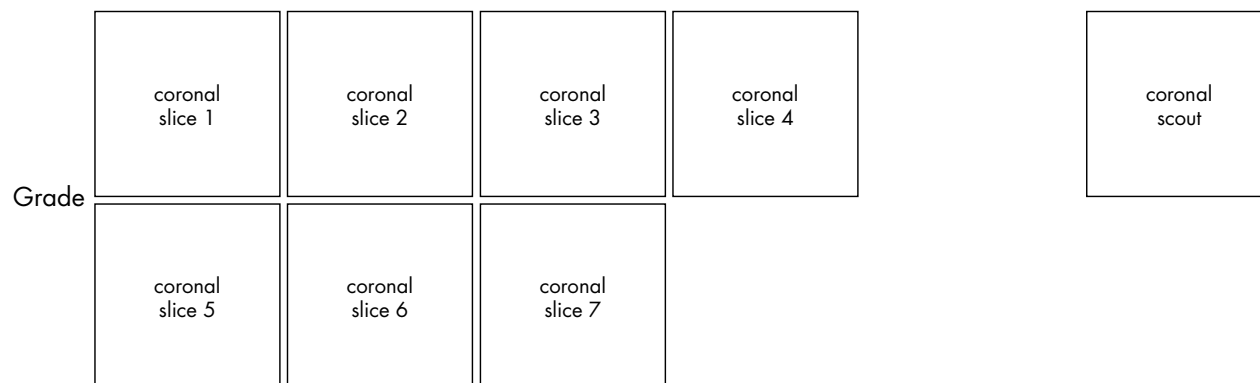 coronal
slice 1
coronal
slice 2
coronal
slice 3
coronal
slice 4
coronal
scout
Grade
coronal
slice 5
coronal
slice 6
coronal
slice 7